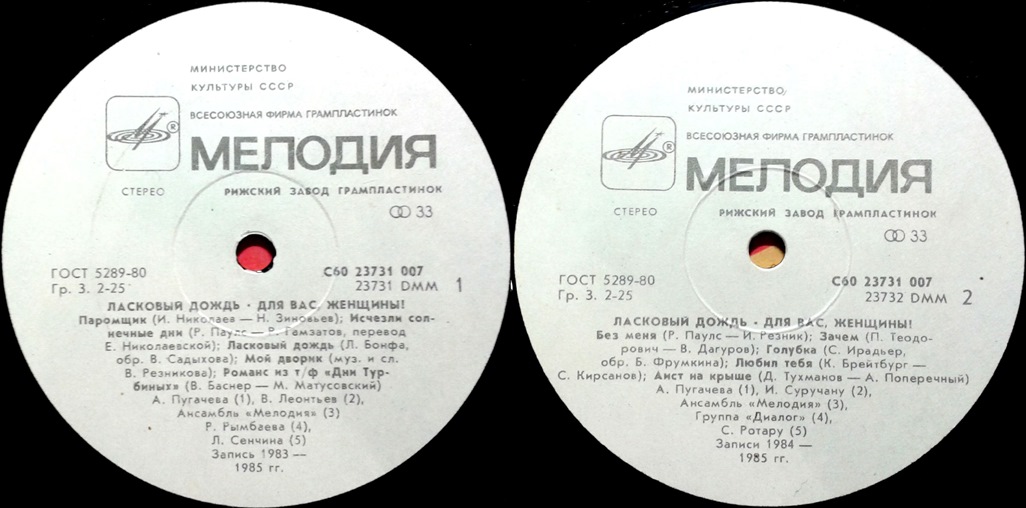 МИНИСТЕРСТВО
КУЛЬТУРЫ СССР
ВСЕСОЮЗНАЯ ФИРМА ГРАМПЛАСТИНОК
®
МЕЛОДИЯ
СТЕРЕО
РИЖСКИЙ ЗАВОД ГРАМПЛАСТИНОК
33
ГОСТ 5289-80
Гр. 3. 2-25
С60 23731 007
23731 DMM 1
ЛАСКОВЫЙ ДОЖДЬ · ДЛЯ ВАС, ЖЕНЩИНЫ!
Паромщик (И. Николаев — Н. Зиновьев); Исчезли сол-
нечные дни (Р. Паулс — Р. Гамзатов, перевод
Е. Николаевской); Ласковый дождь (Л. Бонфа,
обр. В. Садыхова); Мой дворик (муз. и сл.
В. Резникова); Романс из т/ф «Дни Тур-
биных» (В. Баснер — М. Матусовский)
А. Пугачева (1), В. Леонтьев (2),
Ансамбль «Мелодия» (3)
Р. Рымбаева (4),
Л. Сенчина (5)
Запись 1983 —
1985 гг.
МИНИСТЕРСТВО
КУЛЬТУРЫ СССР
ВСЕСОЮЗНАЯ ФИРМА ГРАМПЛАСТИНОК
®
МЕЛОДИЯ
СТЕРЕО
РИЖСКИЙ ЗАВОД ГРАМПЛАСТИНОК
33
ГОСТ 5289-80
Гр. 3. 2-25
С60 23731 007
23732 DMM 2
ЛАСКОВЫЙ ДОЖДЬ · ДЛЯ ВАС, ЖЕНЩИНЫ!
Без меня (Р. Паулс — И. Резник); Зачем (П. Теодо-
рович — В. Дагуров); Голубка (С. Ирадьер,
обр. Б. Фрумкина); Любил тебя (К. Брейтбург —
С. Кирсанов); Аист на крыше (Д. Тухманов — А. Поперечный)
А. Пугачева (1), И. Суручану (2),
Ансамбль «Мелодия» (3),
Группа «Диалог» (4),
С. Ротару (5)
Записи 1984 —
1985 гг.